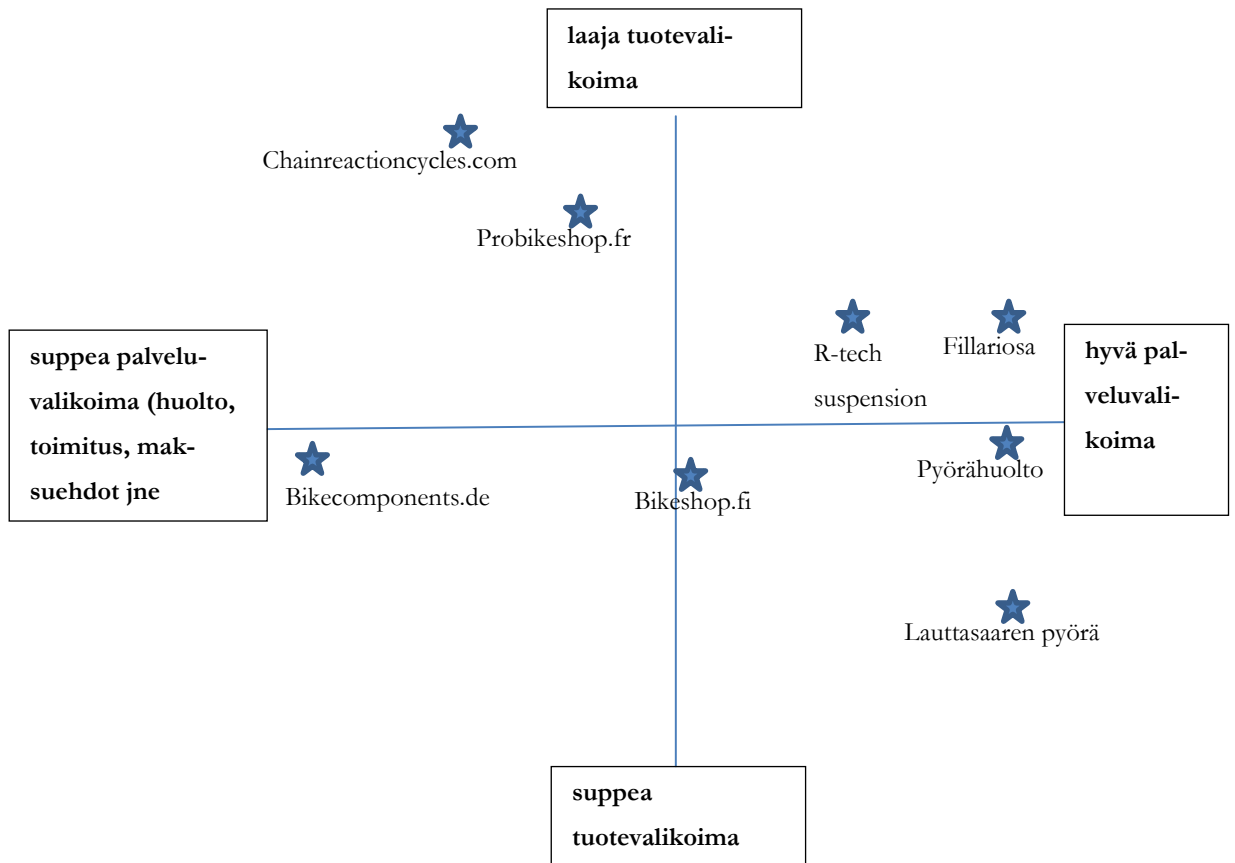 laaja tuotevali-
koima
Chainreactioncycles.com
Probikeshop.fr
suppea palvelu-
valikoima (huolto,
toimitus, mak-
suehdot jne
R-tech
suspension
Fillariosa
hyvä pal-
veluvali-
koima
Bikecomponents.de
Bikeshop.fi
Pyörähuolto
Lauttasaaren pyörä
suppea
tuotevalikoima